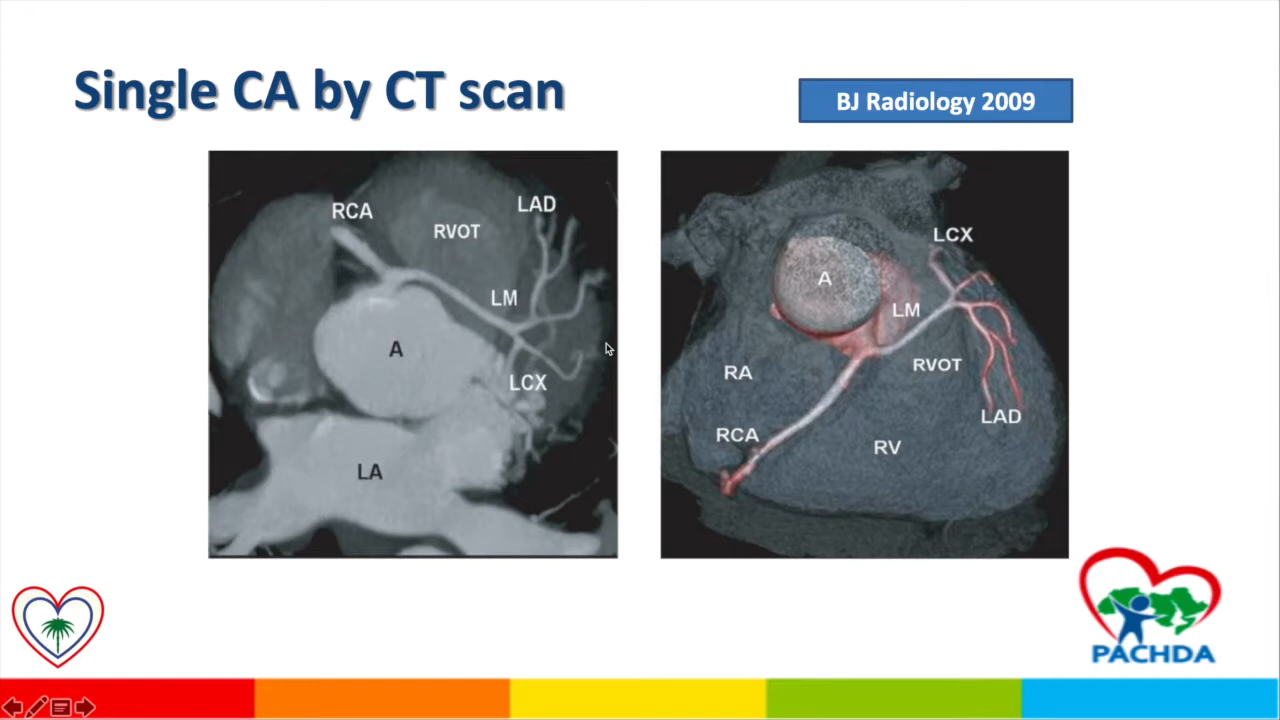 Single CA by CT scan
BJ Radiology 2009
RCA
LAD
RVOT
LM
A
LCX
LA
LCX
A
LM
RA
RVOT
LAD
RCA
RV
PACHDA